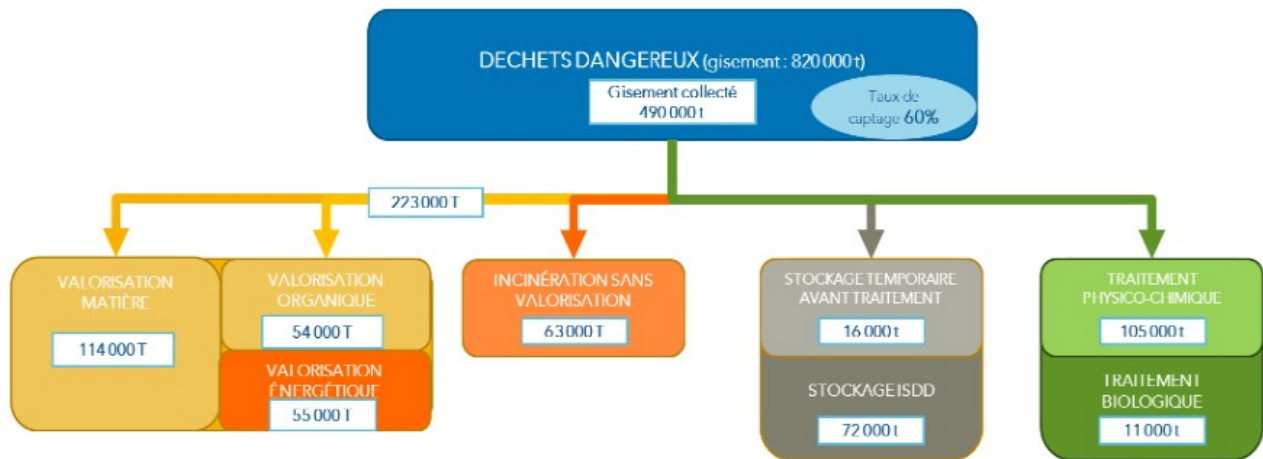 DECHETS DANGEREUX (gisement : 820 000 t)
Gisement collecté
490 000 t
Taux de
captage 60%
223 000 T
VALORISATION
MATIÈRE
114 000 T
VALORISATION
ORGANIQUE
54 000 T
VALORISATION
ÉNERGÉTIQUE
55 000 T
INCINÉRATION SANS
VALORISATION
63 000 T
STOCKAGE TEMPORAIRE
AVANT TRAITEMENT
16 000 t
STOCKAGE ISDD
72 000 t
TRAITEMENT
PHYSICO-CHIMIQUE
105 000 t
TRAITEMENT
BIOLOGIQUE
11 000 t